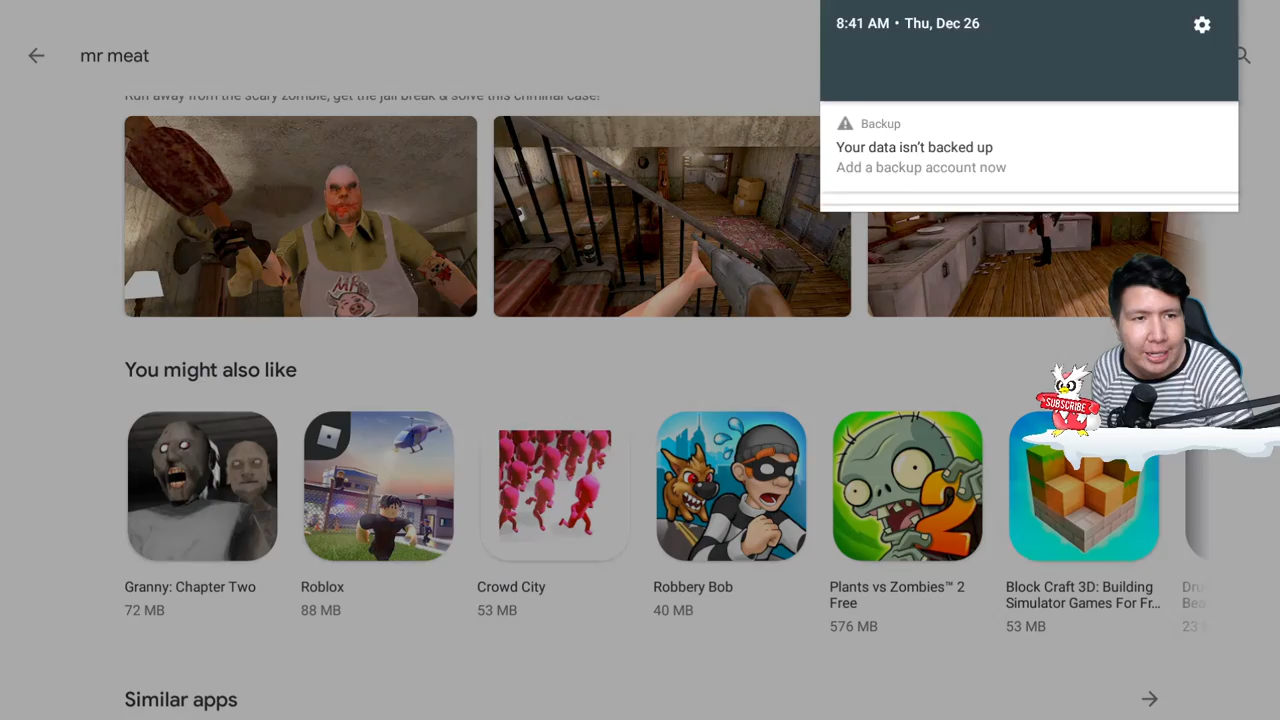 8:41 AM • Thu, Dec 26
mr meat
Run away from the scary zombie, get the jail break & solve this criminal case!
Backup
Your data isn’t backed up
Add a backup account now
MR
SUBSCRIBE
You might also like
Granny: Chapter Two
72 MB
Roblox
88 MB
Crowd City
53 MB
Robbery Bob
40 MB
2
Plants vs Zombies™ 2
Free
576 MB
Block Craft 3D: Building
Simulator Games For Fr...
53 MB
23
Similar apps